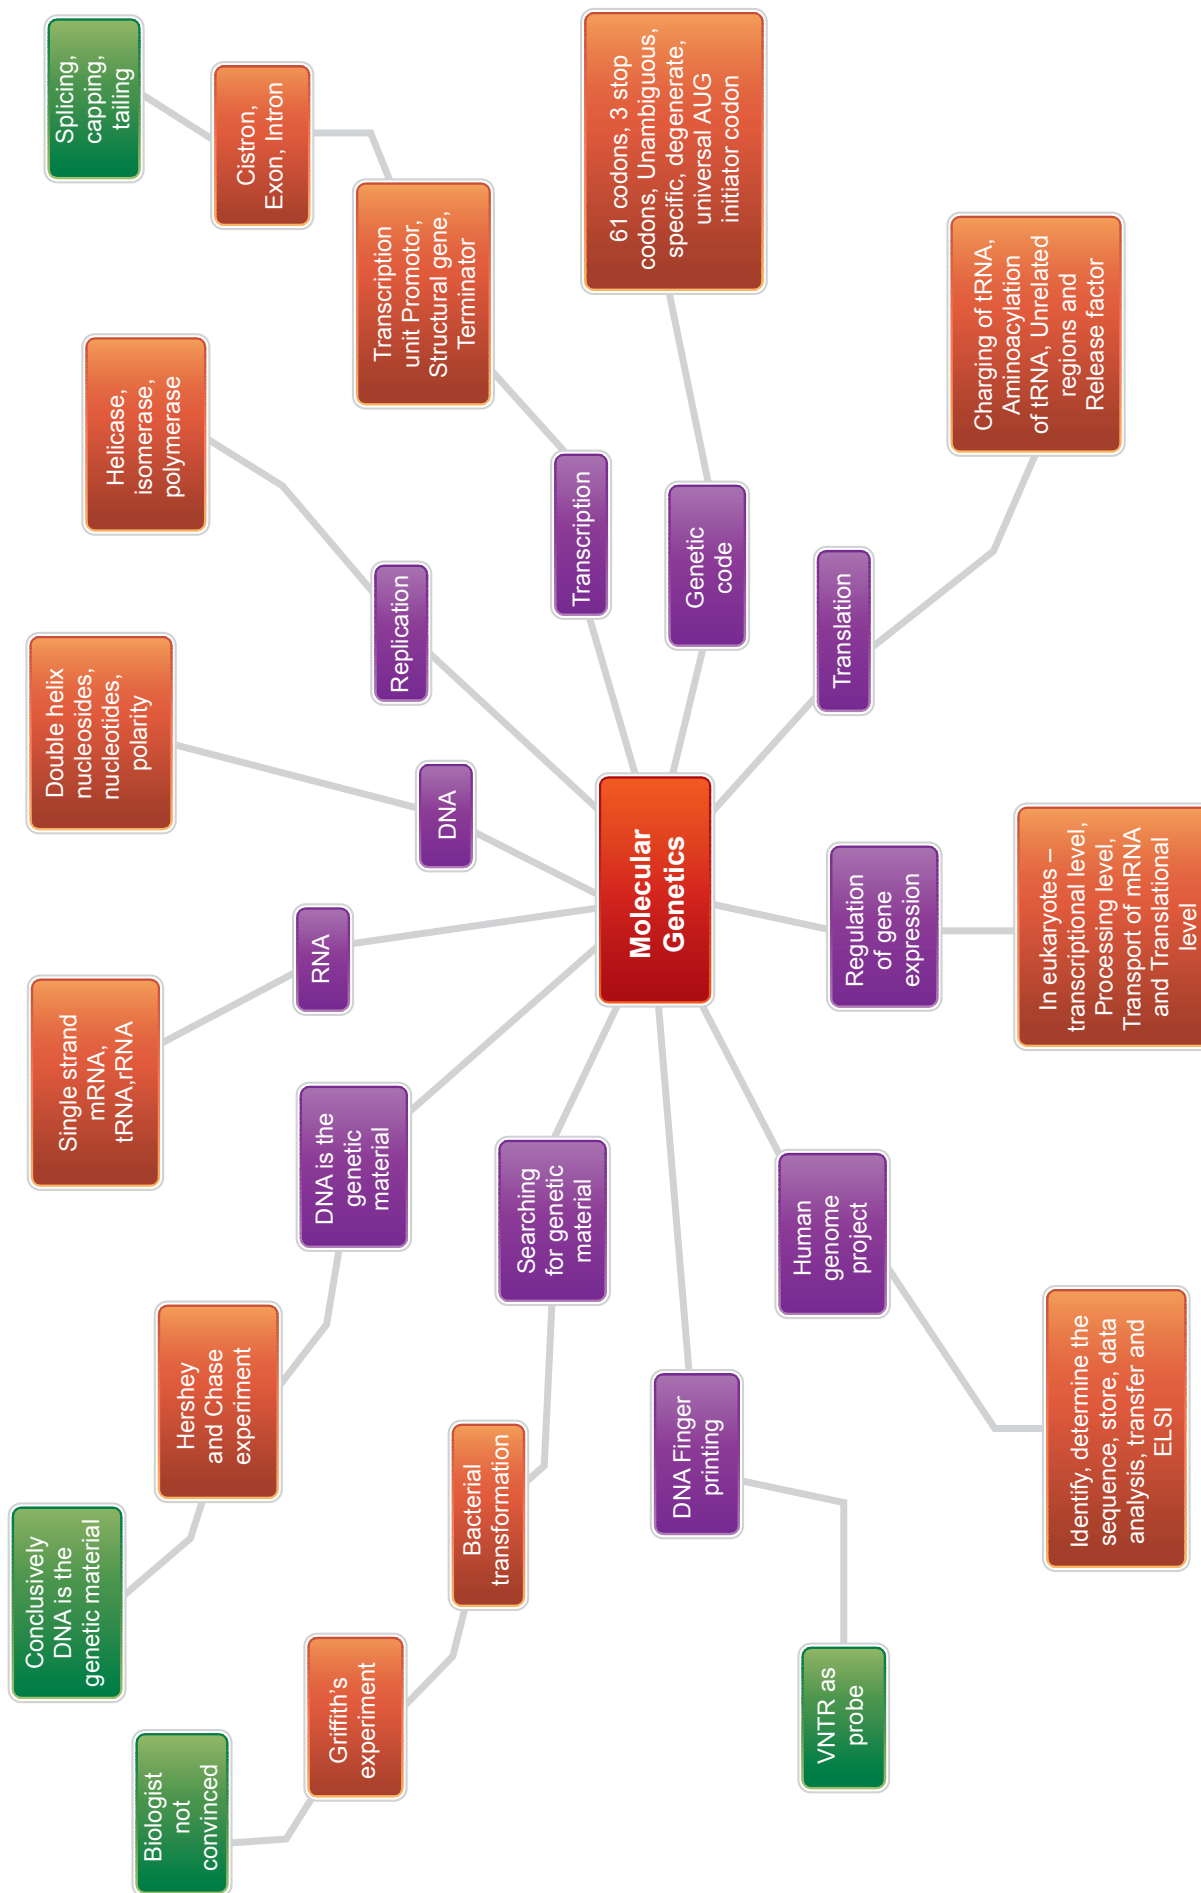 Molecular
Genetics
Searching
for genetic
material
Bacterial
transformation
Griffith's
experiment
Biologist
not
convinced
DNA is the
genetic
material
Hershey
and Chase
experiment
Conclusively
DNA is the
genetic material
RNA
Single strand
mRNA,
tRNA,rRNA
DNA
Double helix
nucleosides,
nucleotides,
polarity
Replication
Helicase,
isomerase,
polymerase
Transcription
Transcription
unit Promotor,
Structural gene,
Terminator
Cistron,
Exon, Intron
Splicing,
capping,
tailing
Genetic
code
61 codons, 3 stop
codons, Unambiguous,
specific, degenerate,
universal AUG
initiator codon
Translation
Charging of tRNA,
Aminoacylation
of tRNA, Unrelated
regions and
Release factor
Regulation
of gene
expression
In eukaryotes –
transcriptional level,
Processing level,
Transport of mRNA
and Translational
level
Human
genome
project
Identify, determine the
sequence, store, data
analysis, transfer and
ELSI
DNA Finger
printing
VNTR as
probe